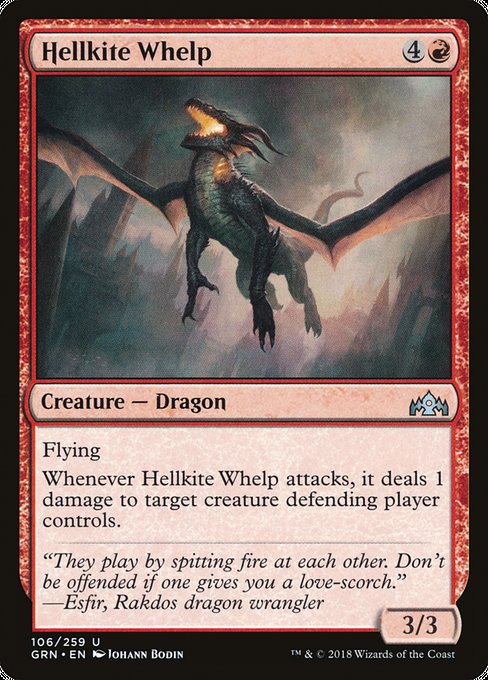 Hellkite Whelp 4
Creature — Dragon
Flying
Whenever Hellkite Whelp attacks, it deals 1
damage to target creature defending player
controls.
“They play by spitting fire at each other. Don’t
be offended if one gives you a love-scorch.”
—Esfir, Rakdos dragon wrangler
3/3
106/259 U
GRN • EN Johann Bodin
™ & © 2018 Wizards of the Coast